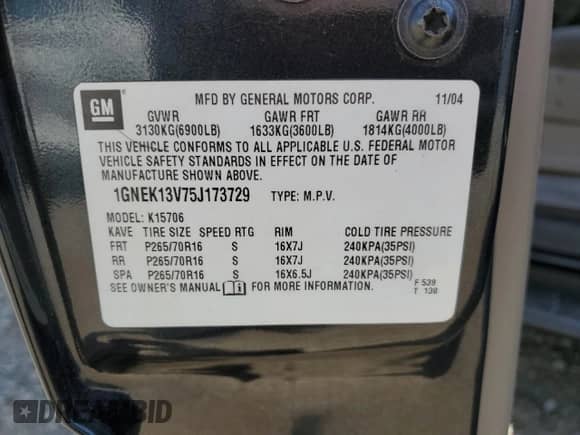 GM
MFD BY GENERAL MOTORS CORP. 11/04
GVWR GAWR FRT GAWR RR
3130KG(6900LB) 1633KG(3600LB) 1814KG(4000LB)
THIS VEHICLE CONFORMS TO ALL APPLICABLE U.S. FEDERAL MOTOR
VEHICLE SAFETY STANDARDS IN EFFECT ON THE DATE OF
MANUFACTURE SHOWN ABOVE.
1GNEK13V75J173729 TYPE: M.P.V.
MODEL: K15706
KAVE TIRE SIZE SPEED RTG RIM COLD TIRE PRESSURE
FRT P265/70R16 S 16X7J 240KPA(35PSI)
RR P265/70R16 S 16X7J 240KPA(35PSI)
SPA P265/70R16 S 16X6.5J 240KPA(35PSI)
SEE OWNER'S MANUAL FOR MORE INFORMATION. F 539
T 138
DREAMBID